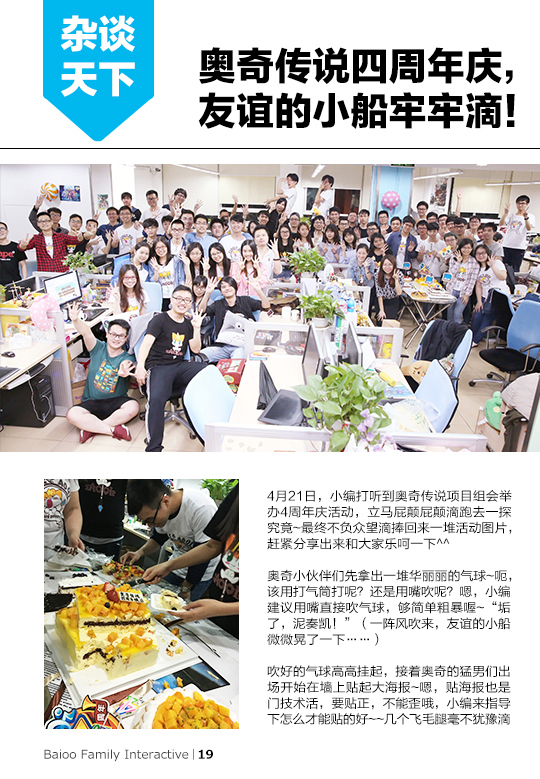 杂谈
天下
奥奇传说四周年庆，
友谊的小船牢牢滴！
4月21日，小编打听到奥奇传说项目组会举
办4周年庆活动，立马屁颠屁颠滴跑去一探
究竟~最终不负众望滴捧回来一堆活动图片，
赶紧分享出来和大家乐呵一下^^
奥奇小伙伴们先拿出一堆华丽丽的气球~呃，
该用打气筒打呢？还是用嘴吹呢？嗯，小编
建议用嘴直接吹气球，够简单粗暴喔~“垢
了，泥奏凯！”（一阵风吹来，友谊的小船
微微晃了一下……）
吹好的气球高高挂起，接着奥奇的猛男们出
场开始在墙上贴起大海报~嗯，贴海报也是
门技术活，要贴正，不能歪哦，小编来指导
下怎么才能贴的好~~几个飞毛腿毫不犹豫滴
Baioo Family Interactive | 19